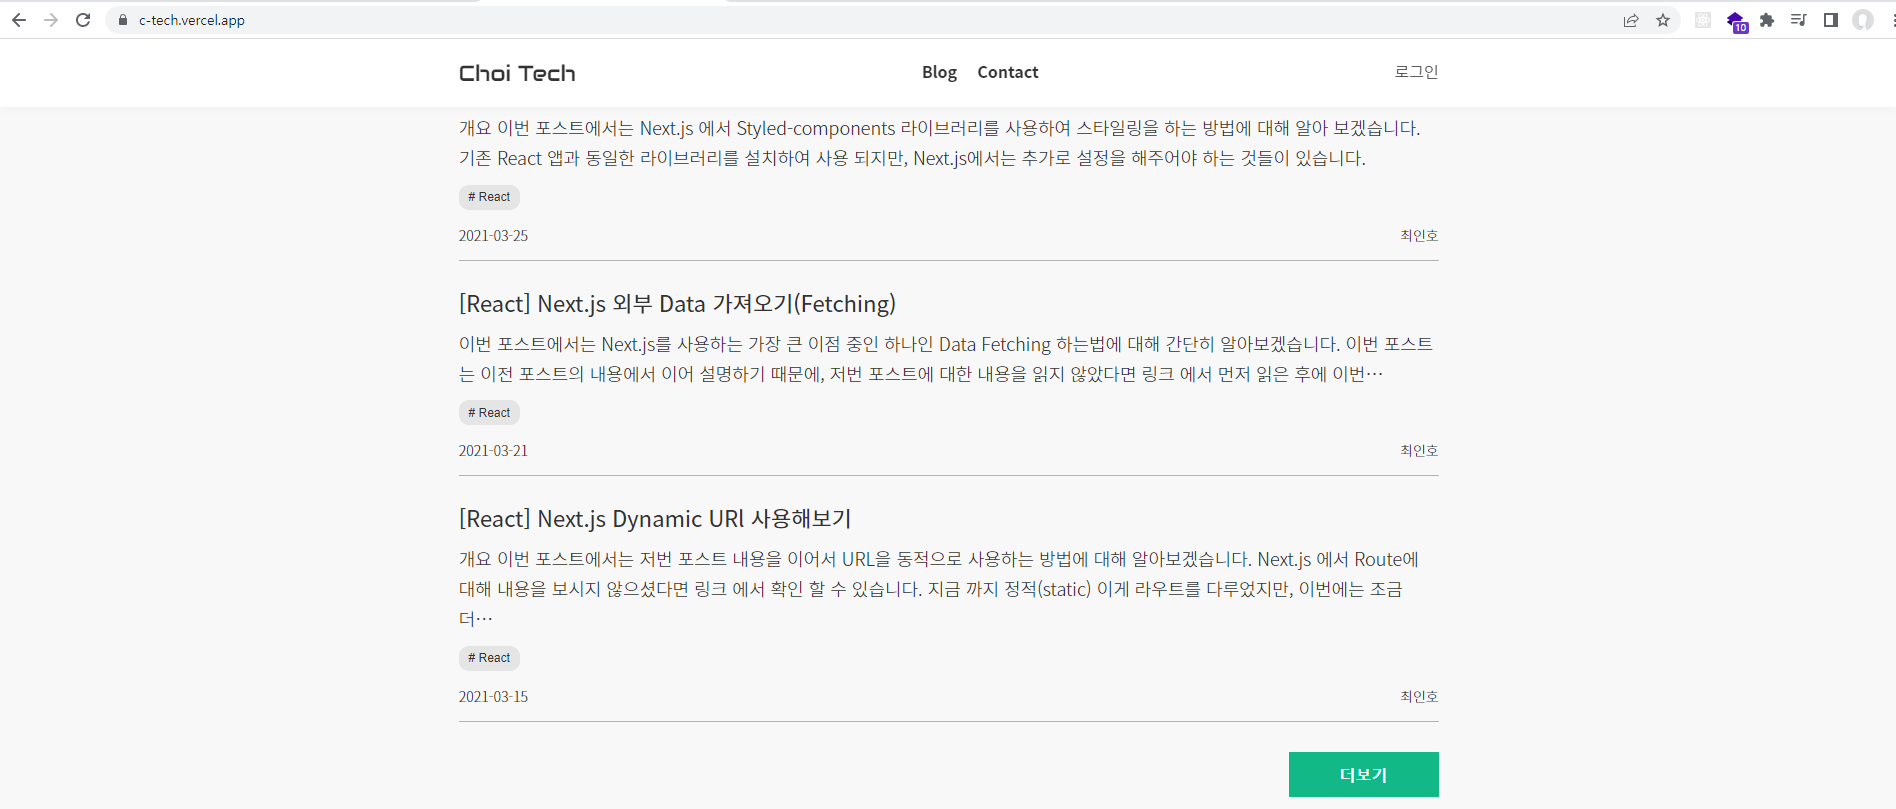 c-tech.vercel.app
10
Choi Tech
Blog Contact
로그인
개요 이번 포스트에서는 Next.js 에서 Styled-components 라이브러리를 사용하여 스타일링을 하는 방법에 대해 알아 보겠습니다.
기존 React 앱과 동일한 라이브러리를 설치하여 사용 되지만, Next.js에서는 추가로 설정을 해주어야 하는 것들이 있습니다.
# React
2021-03-25
최인호
[React] Next.js 외부 Data 가져오기(Fetching)
이번 포스트에서는 Next.js를 사용하는 가장 큰 이점 중인 하나인 Data Fetching 하는법에 대해 간단히 알아보겠습니다. 이번 포스트
는 이전 포스트의 내용에서 이어 설명하기 때문에, 저번 포스트에 대한 내용을 읽지 않았다면 링크 에서 먼저 읽은 후에 이번…
# React
2021-03-21
최인호
[React] Next.js Dynamic URl 사용해보기
개요 이번 포스트에서는 저번 포스트 내용을 이어서 URL을 동적으로 사용하는 방법에 대해 알아보겠습니다. Next.js 에서 Route에
대해 내용을 보시지 않으셨다면 링크 에서 확인 할 수 있습니다. 지금 까지 정적(static) 이게 라우트를 다루었지만, 이번에는 조금
더…
# React
2021-03-15
최인호
더보기